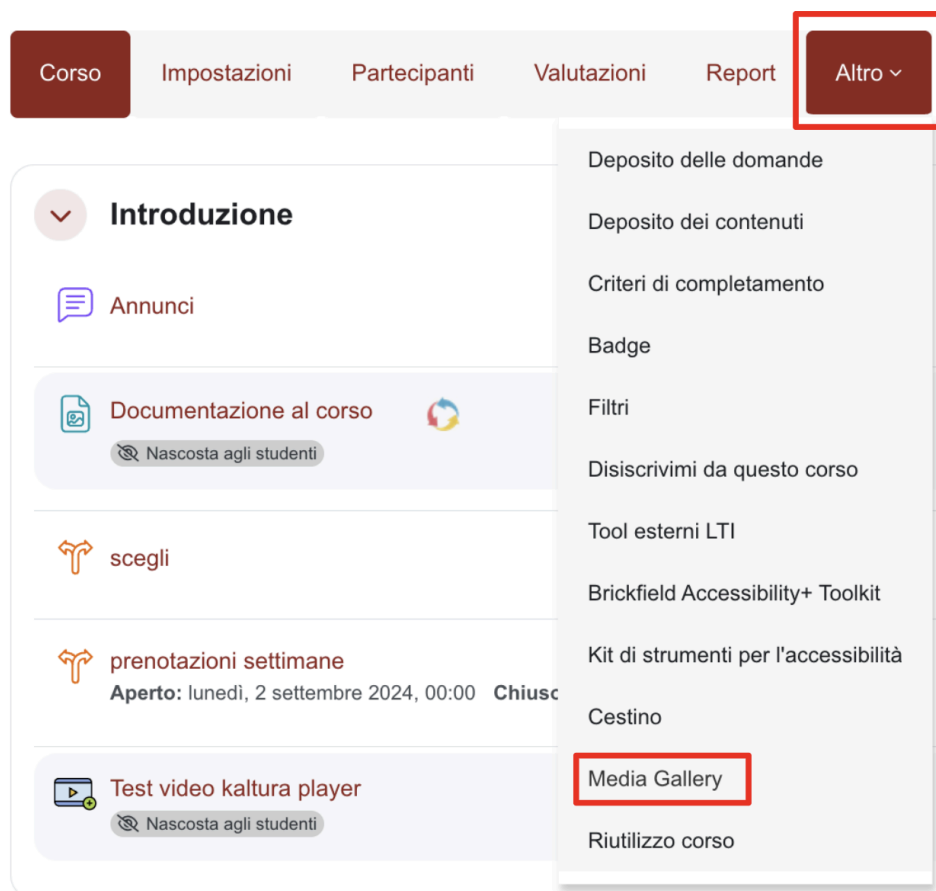 Corso
Impostazioni
Partecipanti
Valutazioni
Report
Altro
Introduzione
Annunci
Documentazione al corso
Nascosta agli studenti
scegli
prenotazioni settimane
Aperto: lunedì, 2 settembre 2024, 00:00
Test video kaltura player
Nascosta agli studenti
Deposito delle domande
Deposito dei contenuti
Criteri di completamento
Badge
Filtri
Disiscrivimi da questo corso
Tool esterni LTI
Brickfield Accessibility+ Toolkit
Kit di strumenti per l'accessibilità
Cestino
Media Gallery
Riutilizzo corso